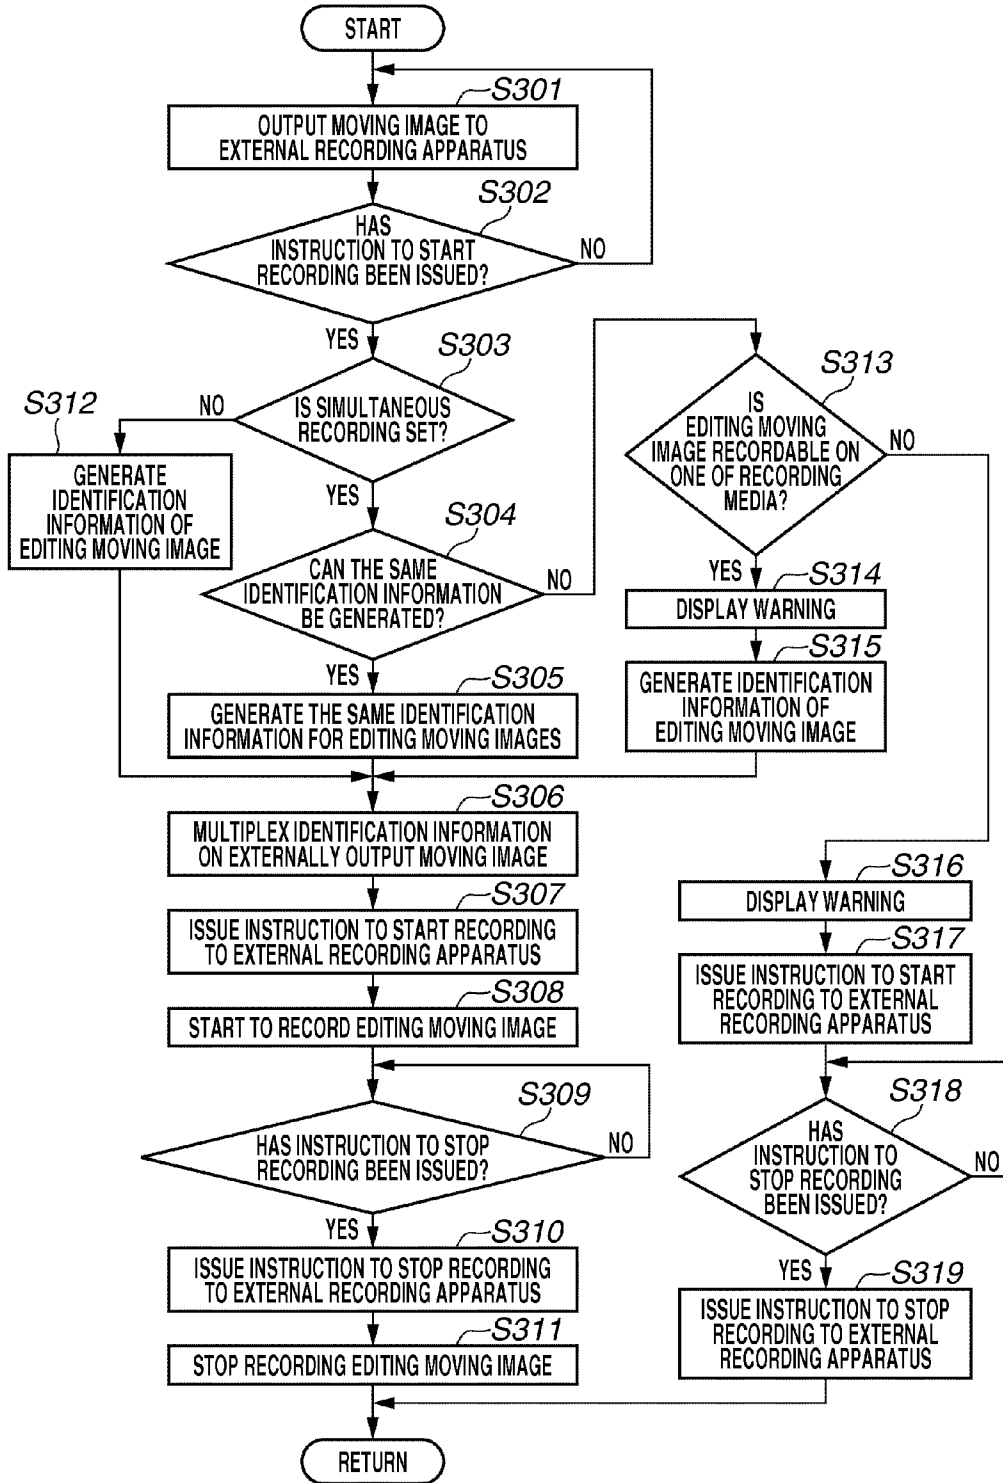 START
S301
OUTPUT MOVING IMAGE TO
EXTERNAL RECORDING APPARATUS
S302
HAS
INSTRUCTION TO START
RECORDING BEEN ISSUED?
NO
YES
S303
IS SIMULTANEOUS
RECORDING SET?
NO
YES
S312
GENERATE
IDENTIFICATION
INFORMATION OF
EDITING MOVING IMAGE
S304
CAN THE SAME
IDENTIFICATION INFORMATION
BE GENERATED?
NO
YES
S305
GENERATE THE SAME IDENTIFICATION
INFORMATION FOR EDITING MOVING IMAGES
S313
IS
EDITING MOVING
IMAGE RECORDABLE ON
ONE OF RECORDING
MEDIA?
NO
YES
S314
DISPLAY WARNING
S315
GENERATE IDENTIFICATION
INFORMATION OF
EDITING MOVING IMAGE
S306
MULTIPLEX IDENTIFICATION INFORMATION
ON EXTERNALLY OUTPUT MOVING IMAGE
S307
ISSUE INSTRUCTION TO START RECORDING
TO EXTERNAL RECORDING APPARATUS
S308
START TO RECORD EDITING MOVING IMAGE
S309
HAS INSTRUCTION TO STOP
RECORDING BEEN ISSUED?
NO
YES
S310
ISSUE INSTRUCTION TO STOP RECORDING
TO EXTERNAL RECORDING APPARATUS
S311
STOP RECORDING EDITING MOVING IMAGE
S316
DISPLAY WARNING
S317
ISSUE INSTRUCTION TO START
RECORDING TO EXTERNAL
RECORDING APPARATUS
S318
HAS
INSTRUCTION TO
STOP RECORDING
BEEN ISSUED?
NO
YES
S319
ISSUE INSTRUCTION TO STOP
RECORDING TO EXTERNAL
RECORDING APPARATUS
RETURN